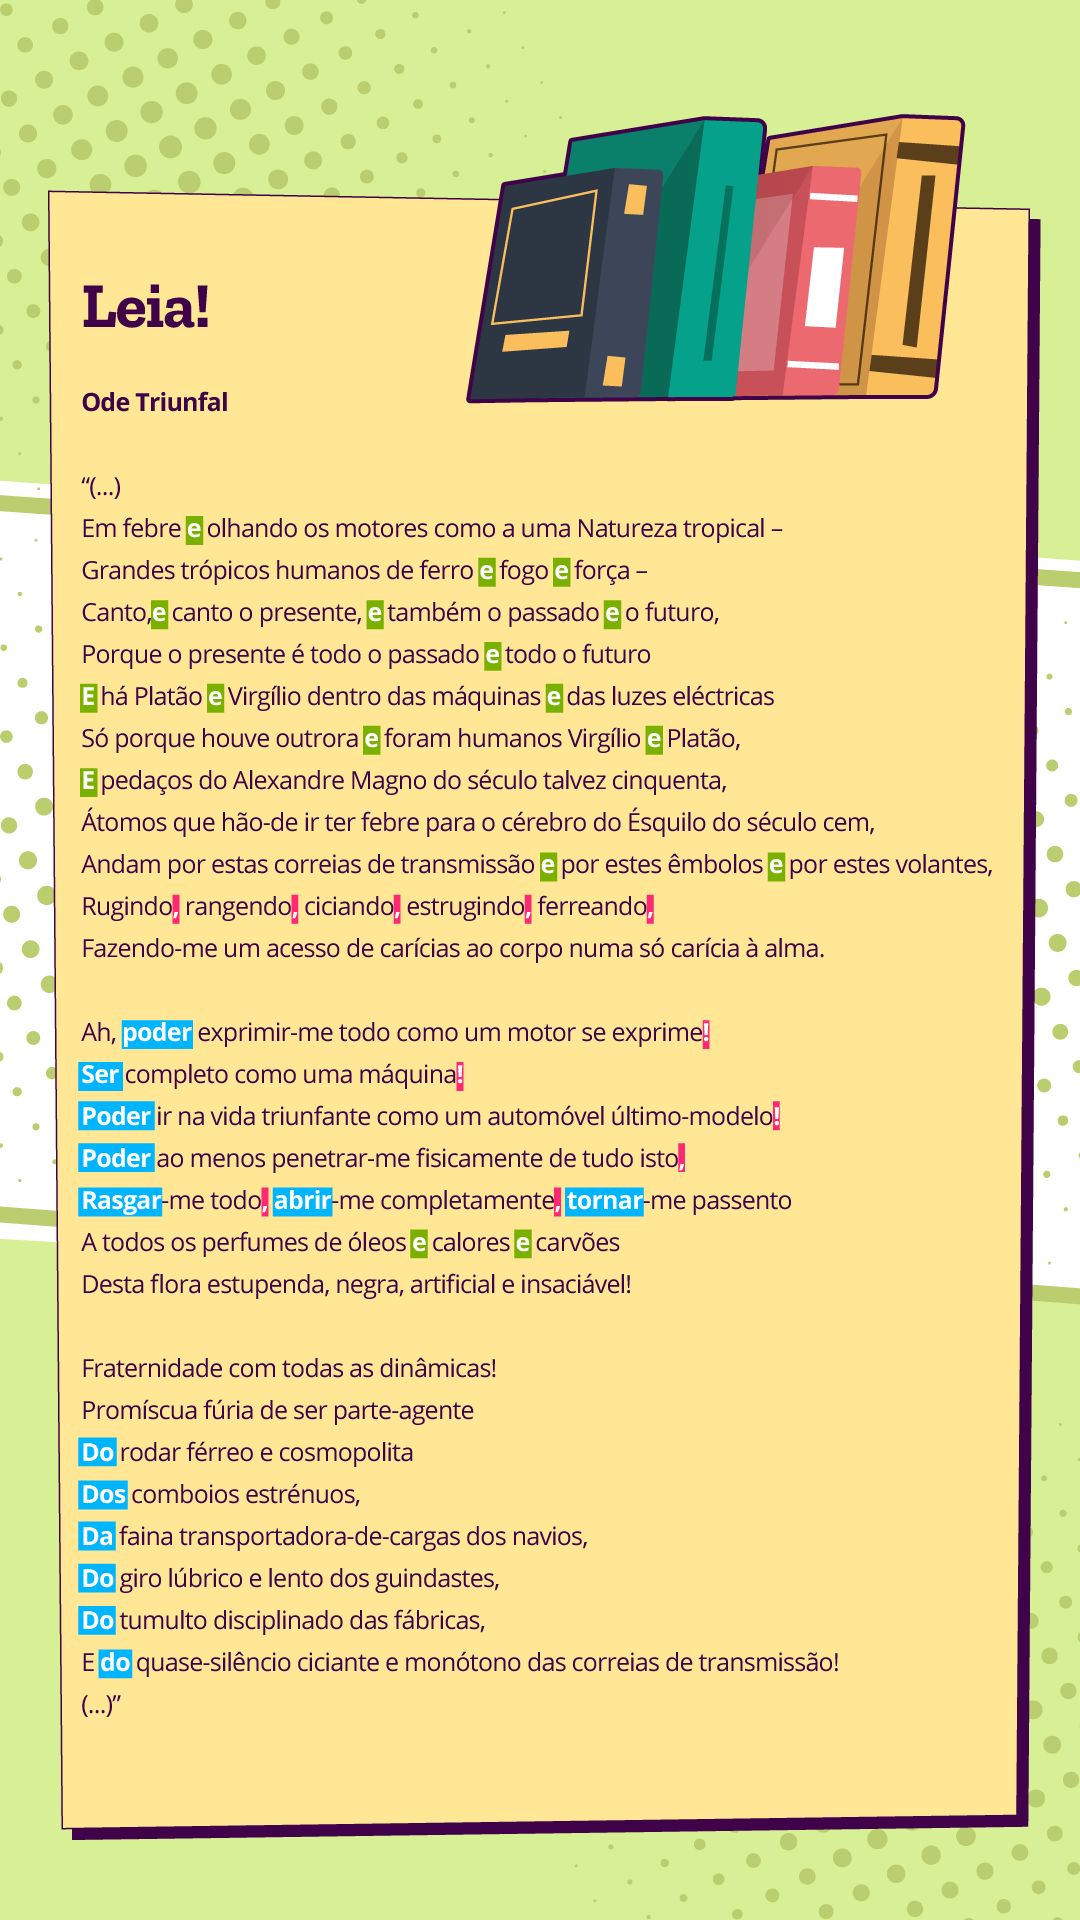 Leia!
Ode Triunfal
“(...)
Em febre e olhando os motores como a uma Natureza tropical –
Grandes trópicos humanos de ferro e fogo e força –
Canto,e canto o presente, e também o passado e o futuro,
Porque o presente é todo o passado e todo o futuro
E há Platão e Virgílio dentro das máquinas e das luzes eléctricas
Só porque houve outrora e foram humanos Virgílio e Platão,
E pedaços do Alexandre Magno do século talvez cinquenta,
Átomos que hão-de ir ter febre para o cérebro do Ésquilo do século cem,
Andam por estas correias de transmissão e por estes êmbolos e por estes volantes,
Rugindo, rangendo, ciciando, estrugindo, ferreando,
Fazendo-me um acesso de carícias ao corpo numa só carícia à alma.
Ah, poder exprimir-me todo como um motor se exprime!
Ser completo como uma máquina!
Poder ir na vida triunfante como um automóvel último-modelo!
Poder ao menos penetrar-me fisicamente de tudo isto,
Rasgar-me todo, abrir-me completamente, tornar-me passento
A todos os perfumes de óleos e calores e carvões
Desta flora estupenda, negra, artificial e insaciável!
Fraternidade com todas as dinâmicas!
Promíscua fúria de ser parte-agente
Do rodar férreo e cosmopolita
Dos comboios estrénuos,
Da faina transportadora-de-cargas dos navios,
Do giro lúbrico e lento dos guindastes,
Do tumulto disciplinado das fábricas,
E do quase-silêncio ciciante e monótono das correias de transmissão!
(...)”